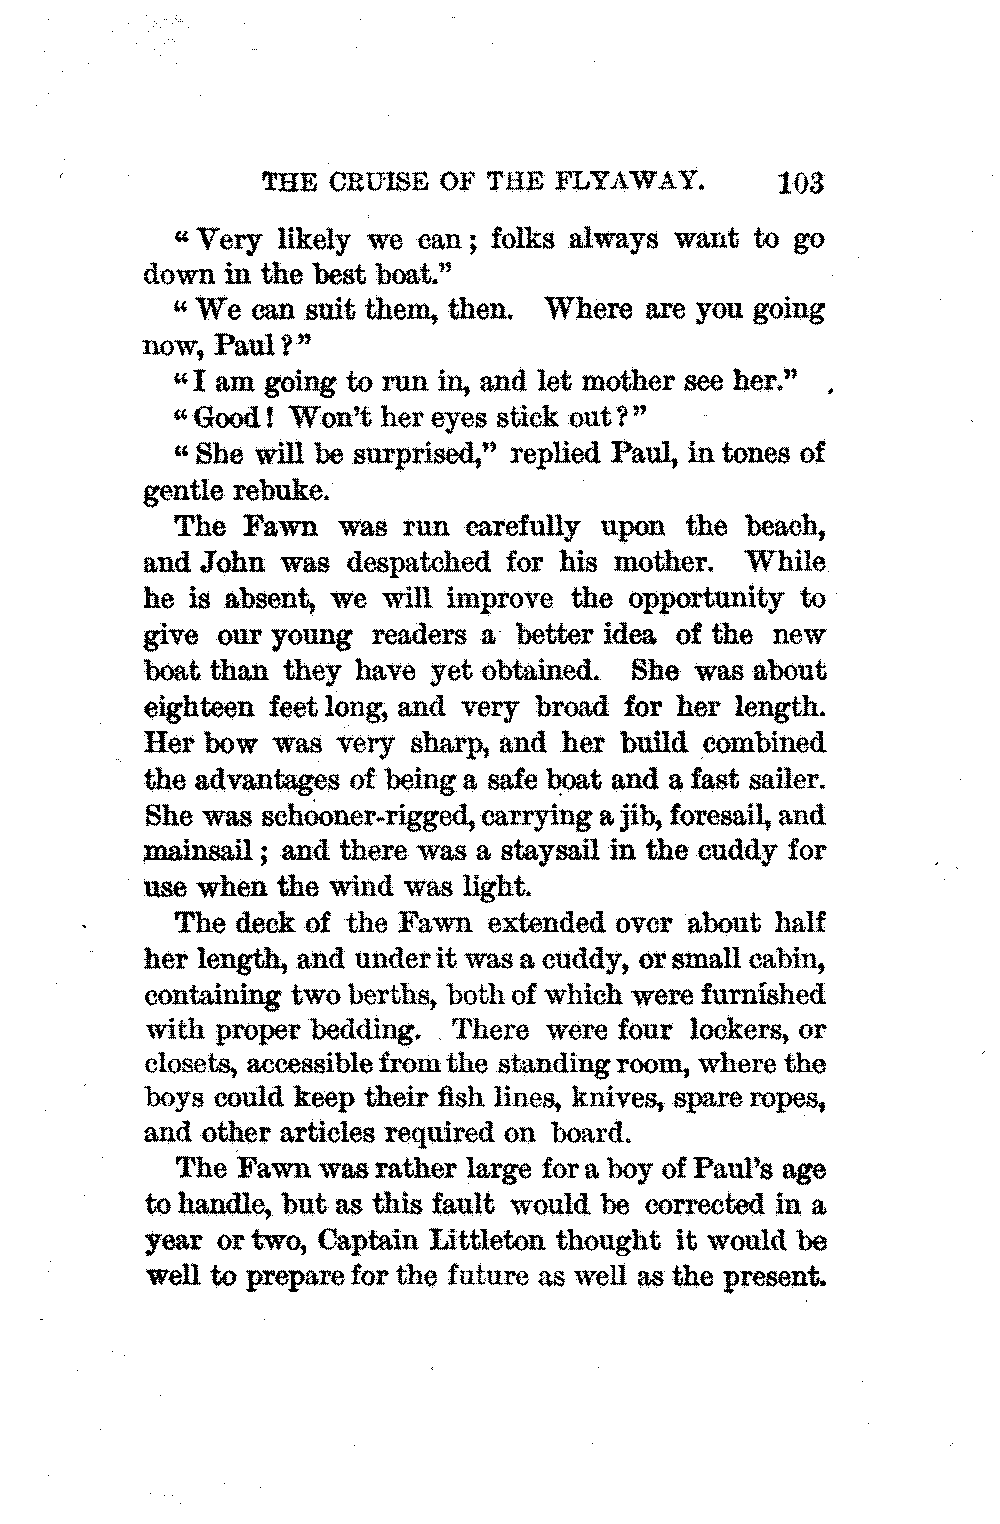 THE CRUISE OF THE FLYAWAY. 103
“Very likely we can; folks always want to go
down in the best boat.”
“We can suit them, then. Where are you going
now, Paul?”
“I am going to run in, and let mother see her.”
“Good! Won’t her eyes stick out?”
“She will be surprised,” replied Paul, in tones of
gentle rebuke.
The Fawn was run carefully upon the beach,
and John was despatched for his mother. While
he is absent, we will improve the opportunity to
give our young readers a better idea of the new
boat than they have yet obtained. She was about
eighteen feet long, and very broad for her length.
Her bow was very sharp, and her build combined
the advantages of being a safe boat and a fast sailer.
She was schooner-rigged, carrying a jib, foresail, and
mainsail; and there was a staysail in the cuddy for
use when the wind was light.
The deck of the Fawn extended over about half
her length, and under it was a cuddy, or small cabin,
containing two berths, both of which were furnished
with proper bedding. There were four lockers, or
closets, accessible from the standing room, where the
boys could keep their fish lines, knives, spare ropes,
and other articles required on board.
The Fawn was rather large for a boy of Paul’s age
to handle, but as this fault would be corrected in a
year or two, Captain Littleton thought it would be
well to prepare for the future as well as the present.